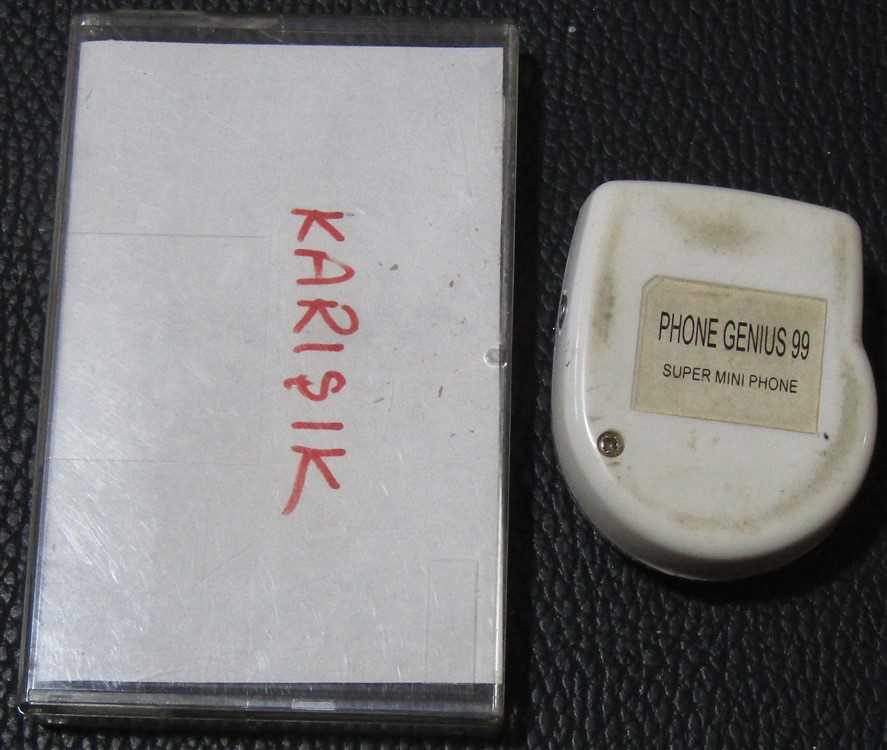 KARIŞIK
PHONE GENIUS 99
SUPER MINI PHONE